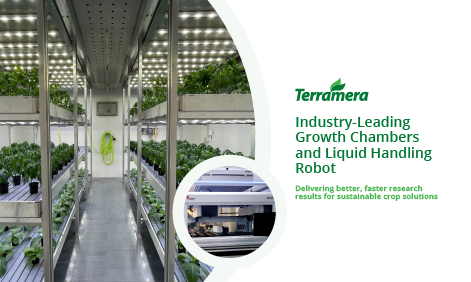 Terramera
Industry-Leading
Growth Chambers
and Liquid Handling
Robot
Delivering better, faster research
results for sustainable crop solutions